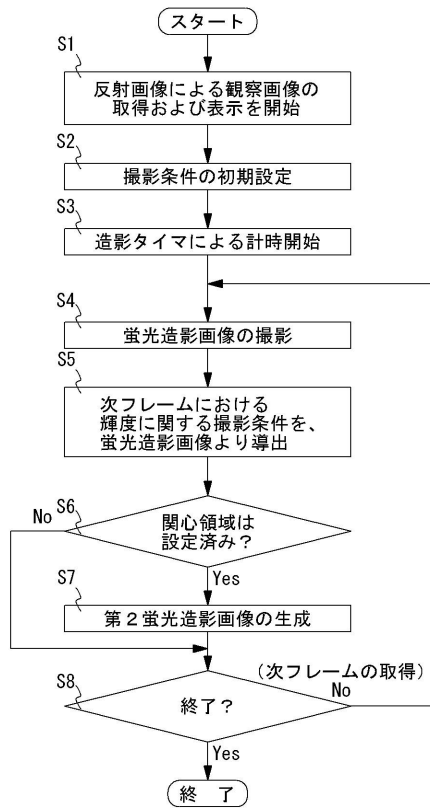 スタート
S1
反射画像による観察画像の
取得および表示を開始
S2
撮影条件の初期設定
S3
造影タイマによる計時開始
S4
蛍光造影画像の撮影
S5
次フレームにおける
輝度に関する撮影条件を、
蛍光造影画像より導出
S6
No
関心領域は
設定済み?
Yes
S7
第2蛍光造影画像の生成
(次フレームの取得)
S8
No
終了?
Yes
終 了